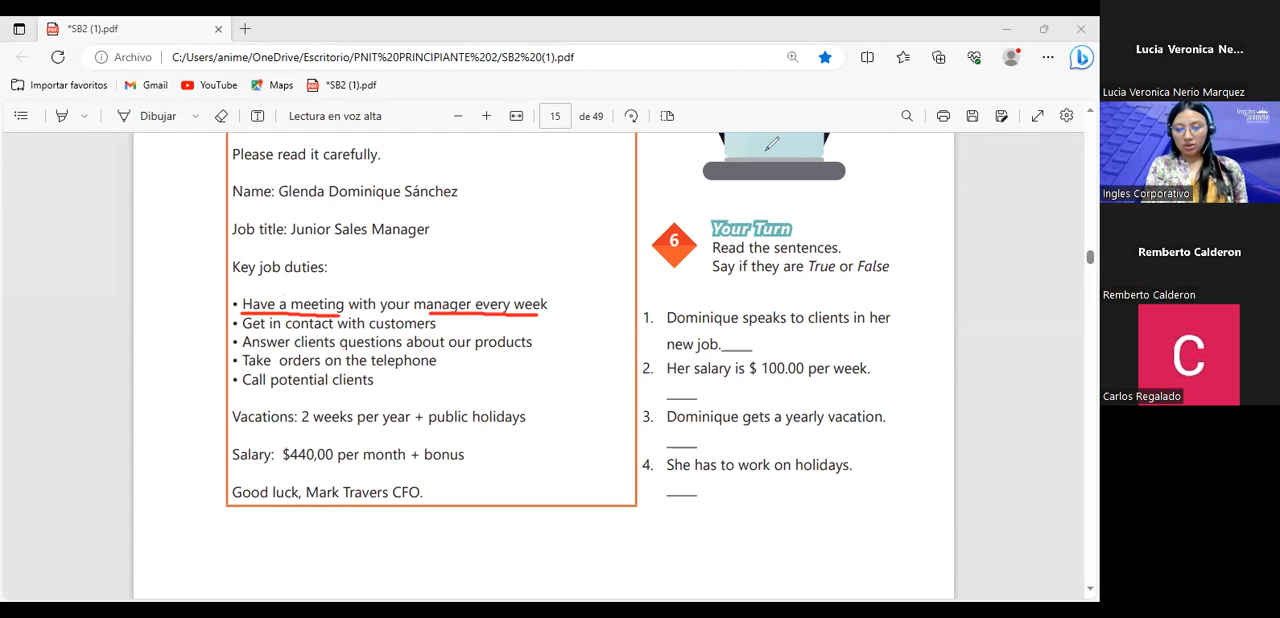 *SB2 (1).pdf
Archivo
C:/Users/anime/OneDrive/Escritorio/PNIT%20PRINCIPIANTE%202/SB2%20(1).pdf
Importar favoritos
Gmail
YouTube
Maps
*SB2 (1).pdf
Dibujar
Lectura en voz alta
15
de 49
Please read it carefully.
Name: Glenda Dominique Sánchez
Job title: Junior Sales Manager
Key job duties:
• Have a meeting with your manager every week
• Get in contact with customers
• Answer clients questions about our products
• Take orders on the telephone
• Call potential clients
Vacations: 2 weeks per year + public holidays
Salary: $440,00 per month + bonus
Good luck, Mark Travers CFO.
6
Your Turn
Read the sentences.
Say if they are True or False
1. Dominique speaks to clients in her
new job.____
2. Her salary is $ 100.00 per week.
____
3. Dominique gets a yearly vacation.
____
4. She has to work on holidays.
____
Lucia Veronica Ne...
Lucia Veronica Nerio Marquez
Ingles Corporativo
Remberto Calderon
Remberto Calderon
C
Carlos Regalado